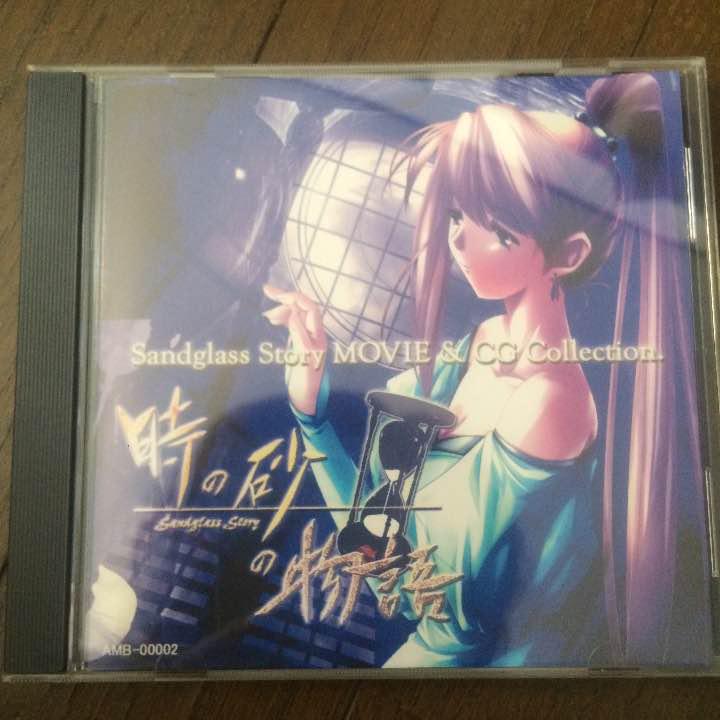 Sandglass Story MOVIE & CG Collection.
時の砂
Sandglass Story
の物語
AMB-00002